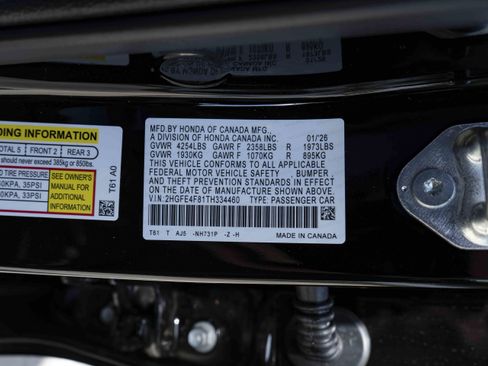 DING INFORMATION
TOTAL 5 FRONT 2 REAR 3
should never exceed 385kg or 850lbs.
D TIRE PRESSURE
0KPA, 35PSI
0KPA, 33PSI
SEE OWNER'S
MANUAL FOR
ADDITIONAL
INFORMATION
T61 A0
MFD.BY HONDA OF CANADA MFG.,
A DIVISION OF HONDA CANADA INC. 01/'26
GVWR 4254LBS GAWR F 2358LBS R 1973LBS
GVWR 1930KG GAWR F 1070KG R 895KG
THIS VEHICLE CONFORMS TO ALL APPLICABLE
FEDERAL MOTOR VEHICLE SAFETY, BUMPER, AND
THEFT PREVENTION STANDARDS IN
EFFECT ON THE DATE OF MANUFACTURE SHOWN ABOVE.
V.I.N.:2HGFE4F81TH334460 TYPE: PASSENGER CAR
T61 T AJ5 -NH731P -Z -H
MADE IN CANADA